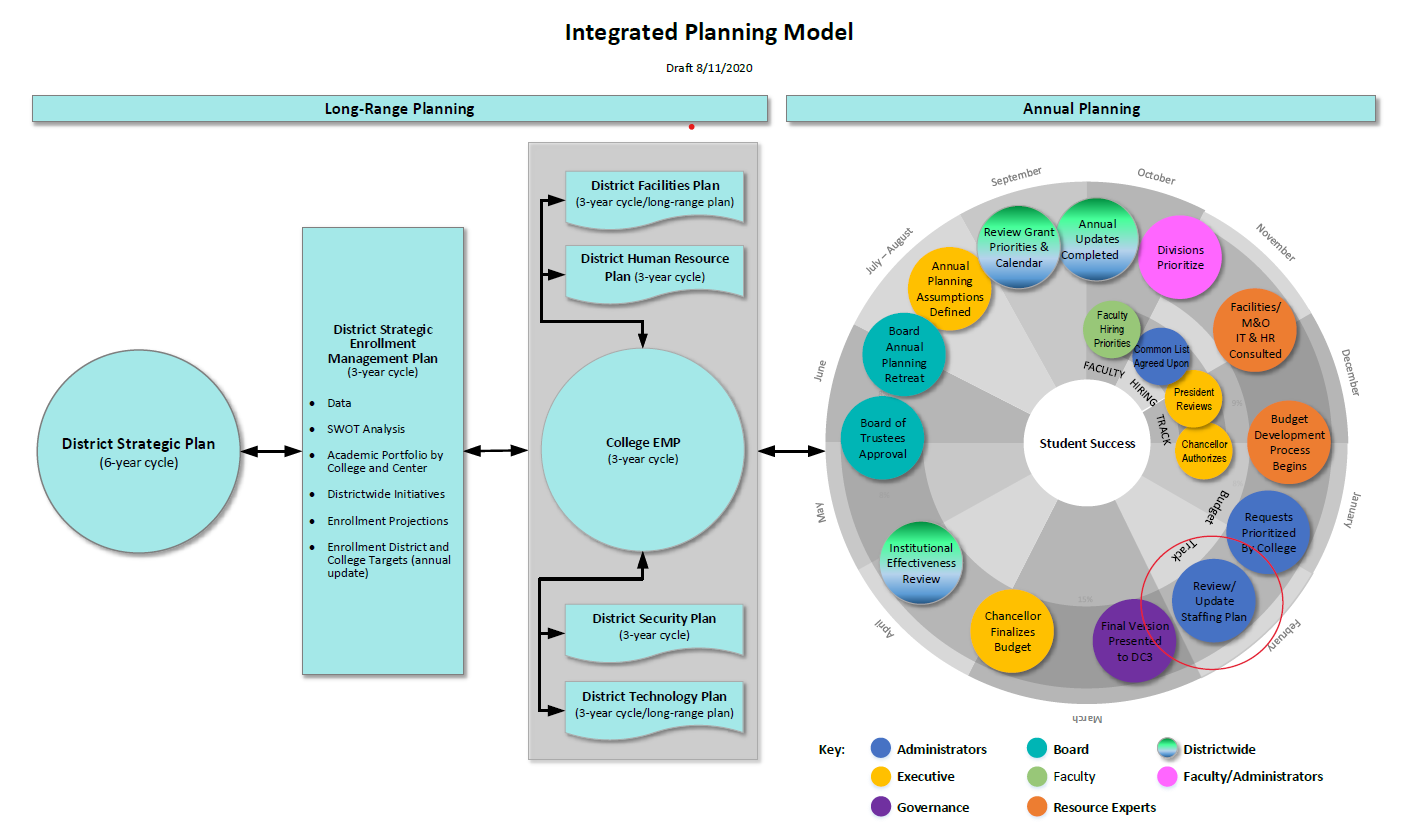 Integrated Planning Model
Draft 8/11/2020
Long-Range Planning
Annual Planning
District Strategic Plan
(6-year cycle)
District Strategic
Enrollment
Management Plan
(3-year cycle)
• Data
• SWOT Analysis
• Academic Portfolio by
College and Center
• Districtwide Initiatives
• Enrollment Projections
• Enrollment District and
College Targets (annual
update)
District Facilities Plan
(3-year cycle/long-range plan)
District Human Resource
Plan (3-year cycle)
College EMP
(3-year cycle)
District Security Plan
(3-year cycle)
District Technology Plan
(3-year cycle/long-range plan)
September
October
November
December
January
February
March
April
May
June
July – August
Review Grant
Priorities &
Calendar
Annual
Updates
Completed
Divisions
Prioritize
Facilities/
M&O
IT & HR
Consulted
Budget
Development
Process
Begins
Requests
Prioritized
By College
Review/
Update
Staffing Plan
Final Version
Presented
to DC3
Chancellor
Finalizes
Budget
Institutional
Effectiveness
Review
Board of
Trustees
Approval
Board
Annual
Planning
Retreat
Annual
Planning
Assumptions
Defined
Faculty
Hiring
Priorities
Common List
Agreed Upon
President
Reviews
Chancellor
Authorizes
FACULTY HIRING TRACK
Budget Track
9%
15%
Student Success
Key:
Administrators
Board
Districtwide
Executive
Faculty
Faculty/Administrators
Governance
Resource Experts